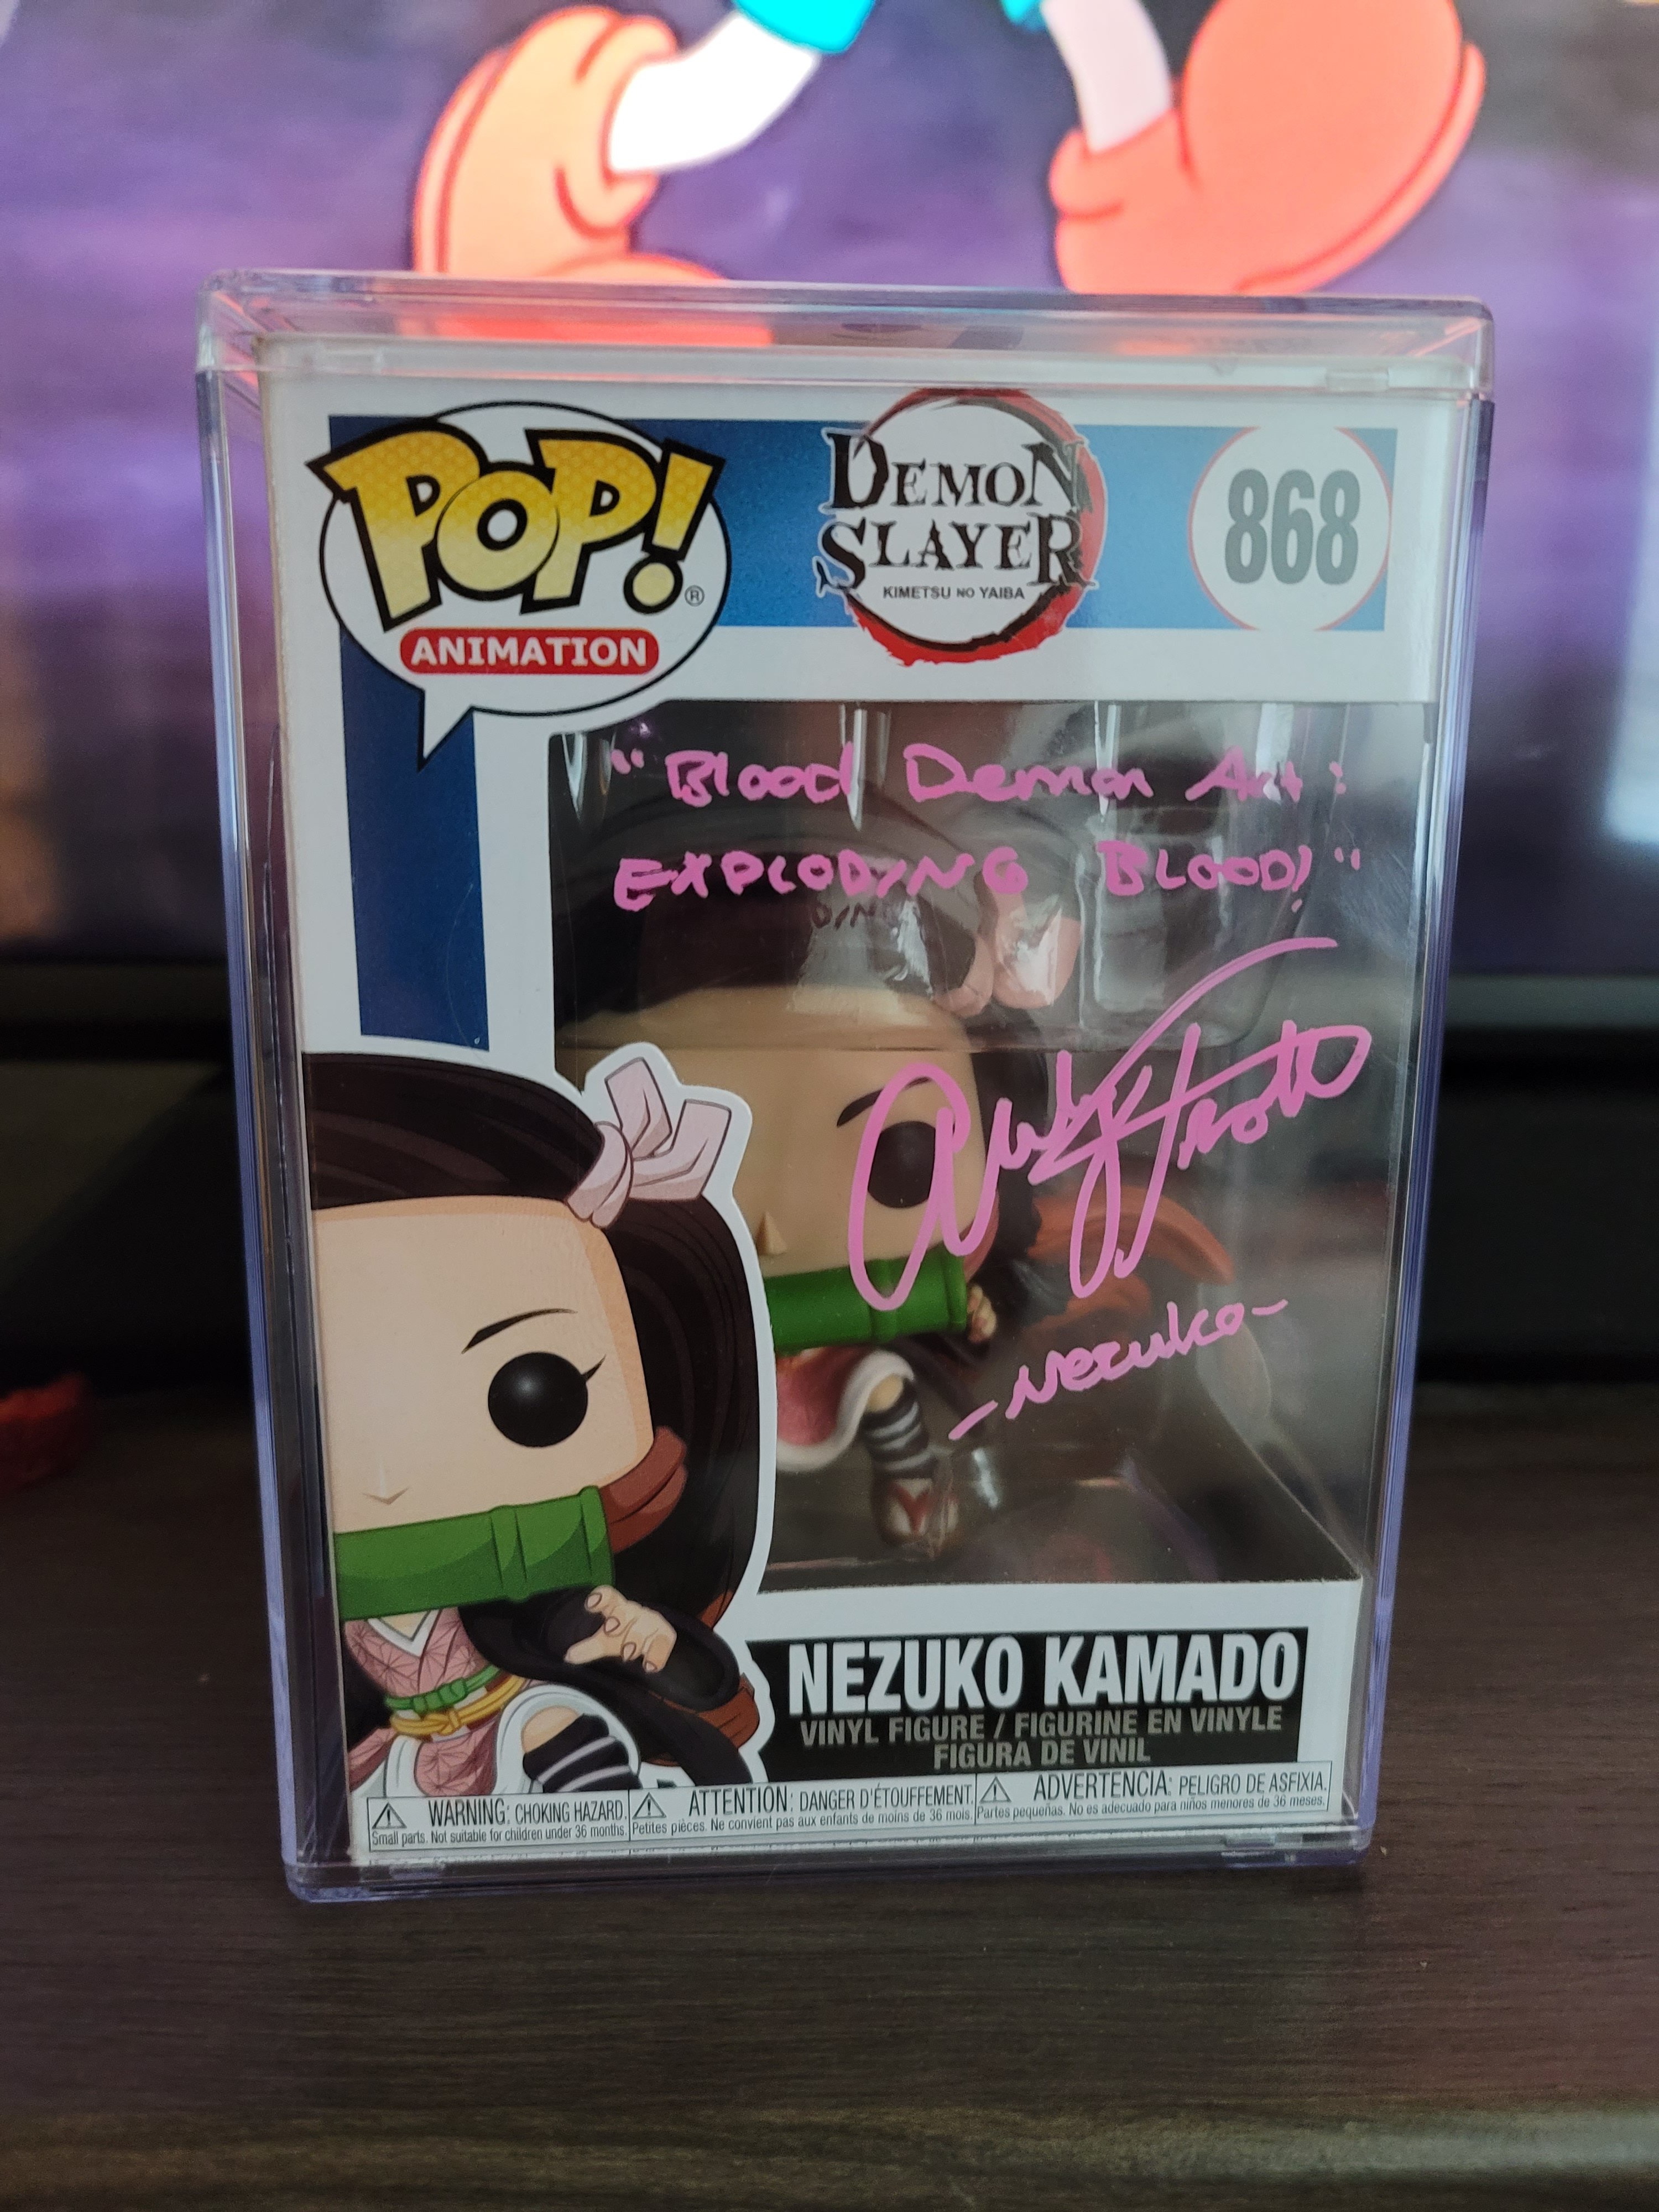 POP!®
ANIMATION
DEMON
SLAYER
KIMETSU NO YAIBA
868
"Blood Demon Art:
EXPLODING BLOOD!"
Abby Trott
-Nezuko-
NEZUKO KAMADO
VINYL FIGURE / FIGURINE EN VINYLE
FIGURA DE VINIL
WARNING: CHOKING HAZARD.
Small parts. Not suitable for children under 36 months.
ATTENTION: DANGER D'ÉTOUFFEMENT.
Petites pièces. Ne convient pas aux enfants de moins de 36 mois.
ADVERTENCIA: PELIGRO DE ASFIXIA.
Partes pequeñas. No es adecuado para niños menores de 36 meses.